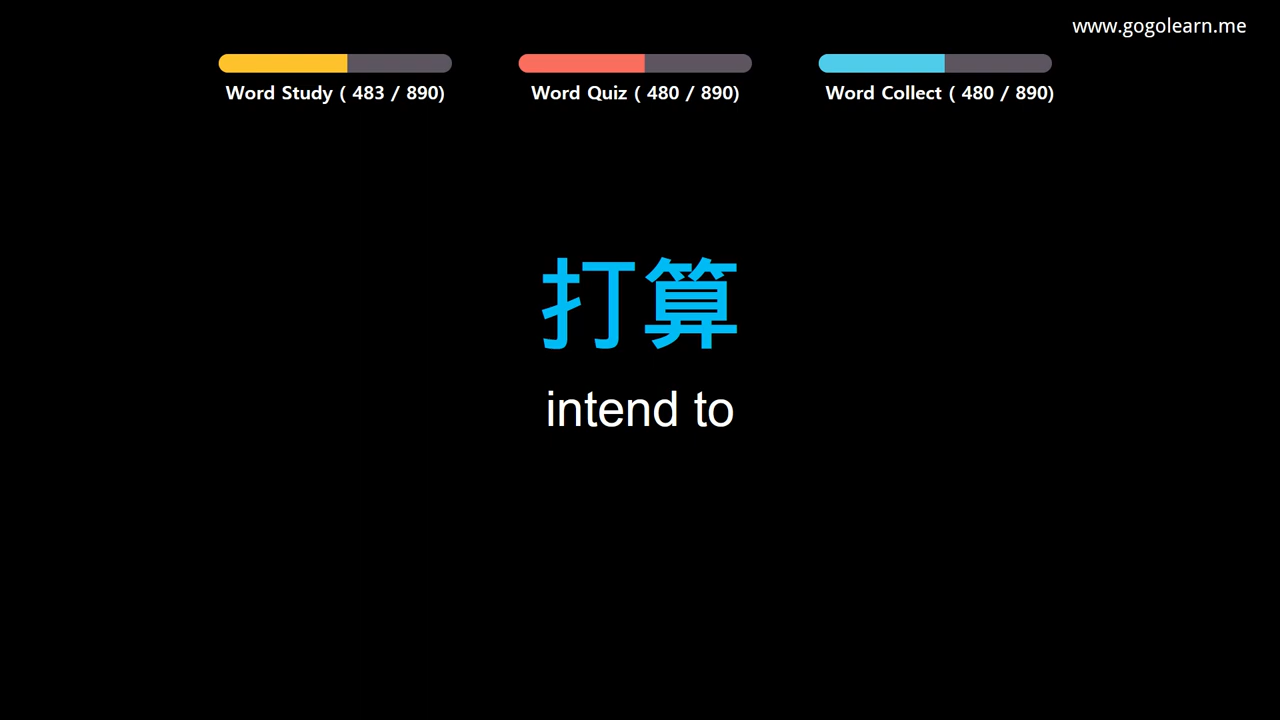 www.gogolearn.me
Word Study ( 483 / 890)
Word Quiz ( 480 / 890)
Word Collect ( 480 / 890)
打算
intend to